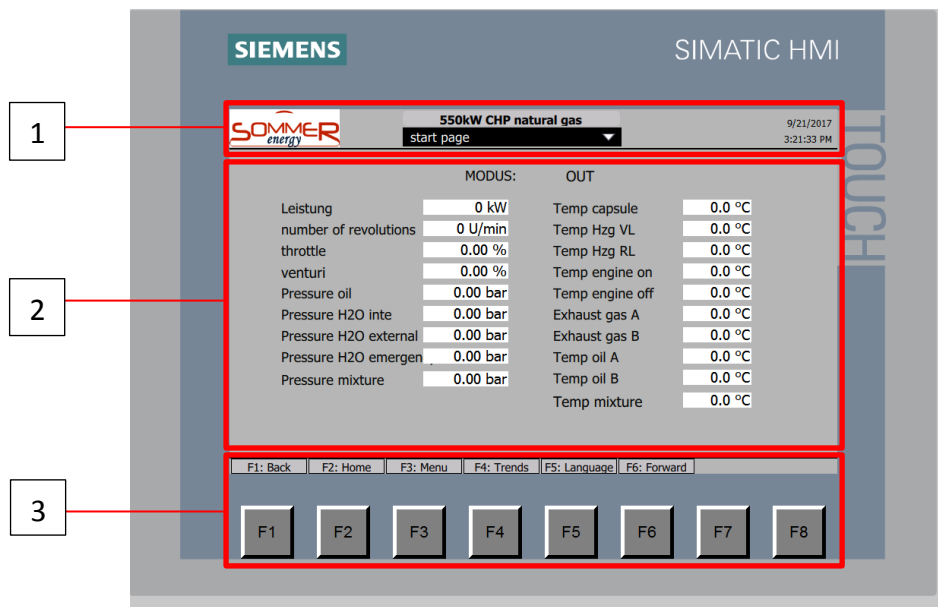 SIEMENS SIMATIC HMI
TOUCH
1
SOMMER
energy
550kW CHP natural gas
start page
9/21/2017
3:21:33 PM
2
MODUS: OUT
Leistung 0 kW Temp capsule 0.0 °C
number of revolutions 0 U/min Temp Hzg VL 0.0 °C
throttle 0.00 % Temp Hzg RL 0.0 °C
venturi 0.00 % Temp engine on 0.0 °C
Pressure oil 0.00 bar Temp engine off 0.0 °C
Pressure H2O inte 0.00 bar Exhaust gas A 0.0 °C
Pressure H2O external 0.00 bar Exhaust gas B 0.0 °C
Pressure H2O emergen 0.00 bar Temp oil A 0.0 °C
Pressure mixture 0.00 bar Temp oil B 0.0 °C
Temp mixture 0.0 °C
3
F1: Back F2: Home F3: Menu F4: Trends F5: Language F6: Forward
F1 F2 F3 F4 F5 F6 F7 F8